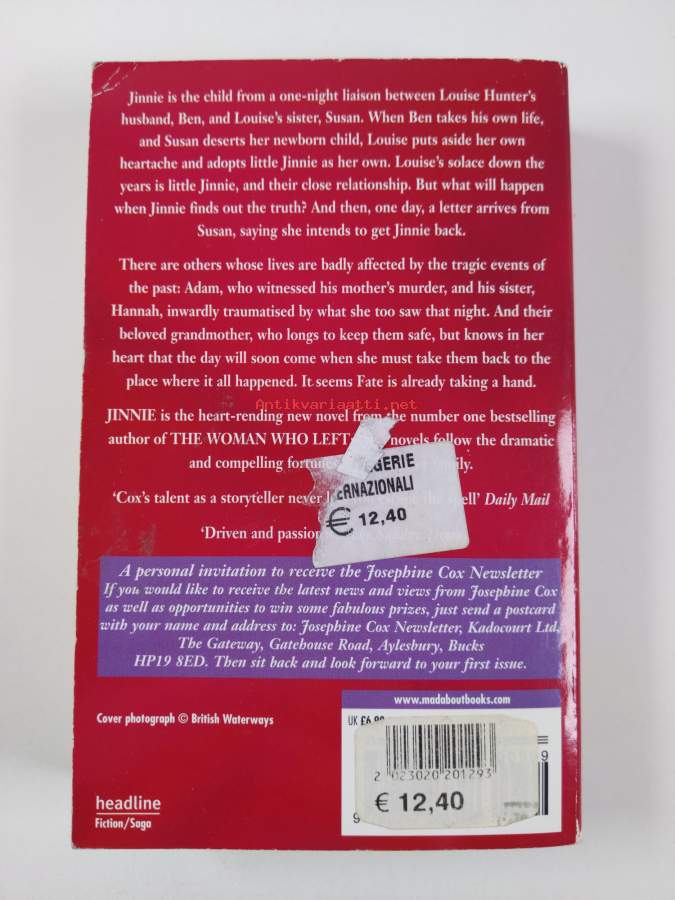 Jinnie is the child from a one-night liaison between Louise Hunter's
husband, Ben, and Louise's sister, Susan. When Ben takes his own life,
and Susan deserts her newborn child, Louise puts aside her own
heartache and adopts little Jinnie as her own. Louise's solace down the
years is little Jinnie, and their close relationship. But what will happen
when Jinnie finds out the truth? And then, one day, a letter arrives from
Susan, saying she intends to get Jinnie back.
There are others whose lives are badly affected by the tragic events of
the past: Adam, who witnessed his mother's murder, and his sister,
Hannah, inwardly traumatised by what she too saw that night. And their
beloved grandmother, who longs to keep them safe, but knows in her
heart that the day will soon come when she must take them back to the
place where it all happened. It seems Fate is already taking a hand.
Antikvariaatti.net
JINNIE is the heart-rending new novel from the number one bestselling
author of THE WOMAN WHO LEFT: novels follow the dramatic
and compelling
'Cox's talent as a storyteller never
Daily Mail
'Driven and
GERIE
ERNAZIONALI
€ 12,40
A personal invitation to receive the Josephine Cox Newsletter
If you would like to receive the latest news and views from Josephine Cox
as well as opportunities to win some fabulous prizes, just send a postcard
with your name and address to: Josephine Cox Newsletter, Kadocourt Ltd,
The Gateway, Gatehouse Road, Aylesbury, Bucks
HP19 8ED. Then sit back and look forward to your first issue.
www.madaboutbooks.com
Cover photograph © British Waterways
UK
2 023020 201293
€ 12,40
headline
Fiction/Saga